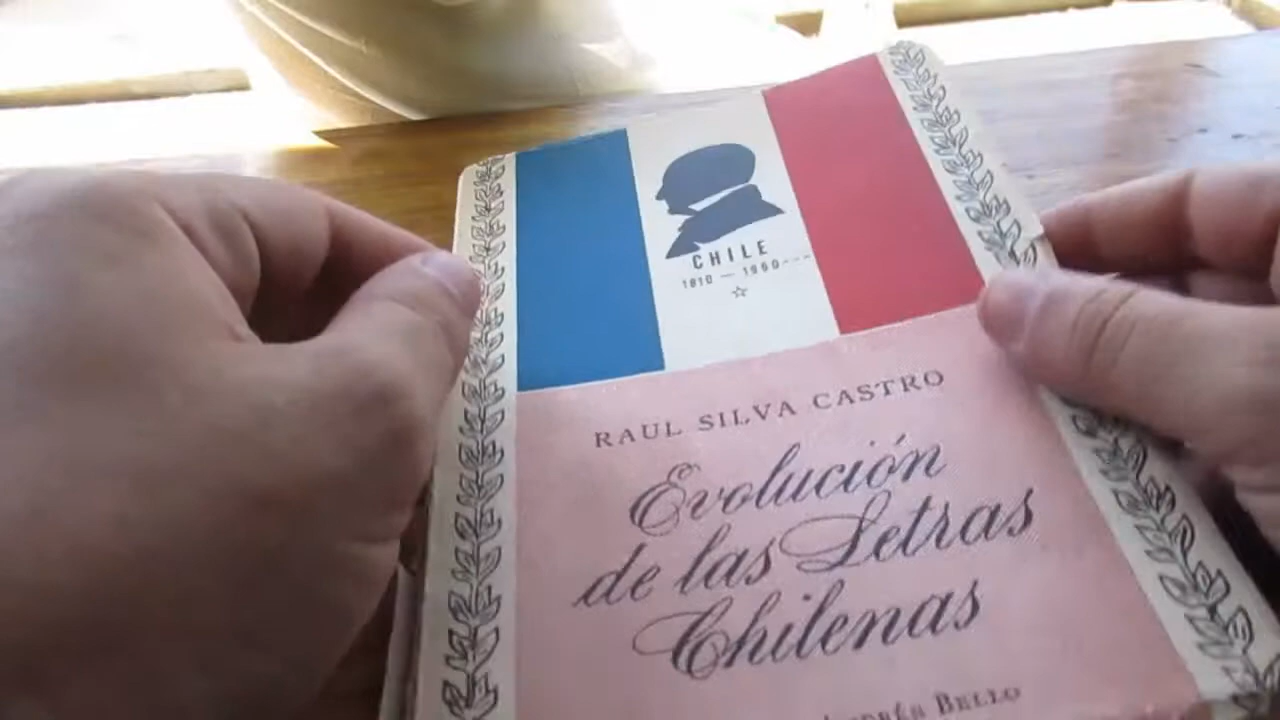 CHILE
1810 — 1960
RAUL SILVA CASTRO
Evolución
de las Letras
Chilenas
Andrés Bello